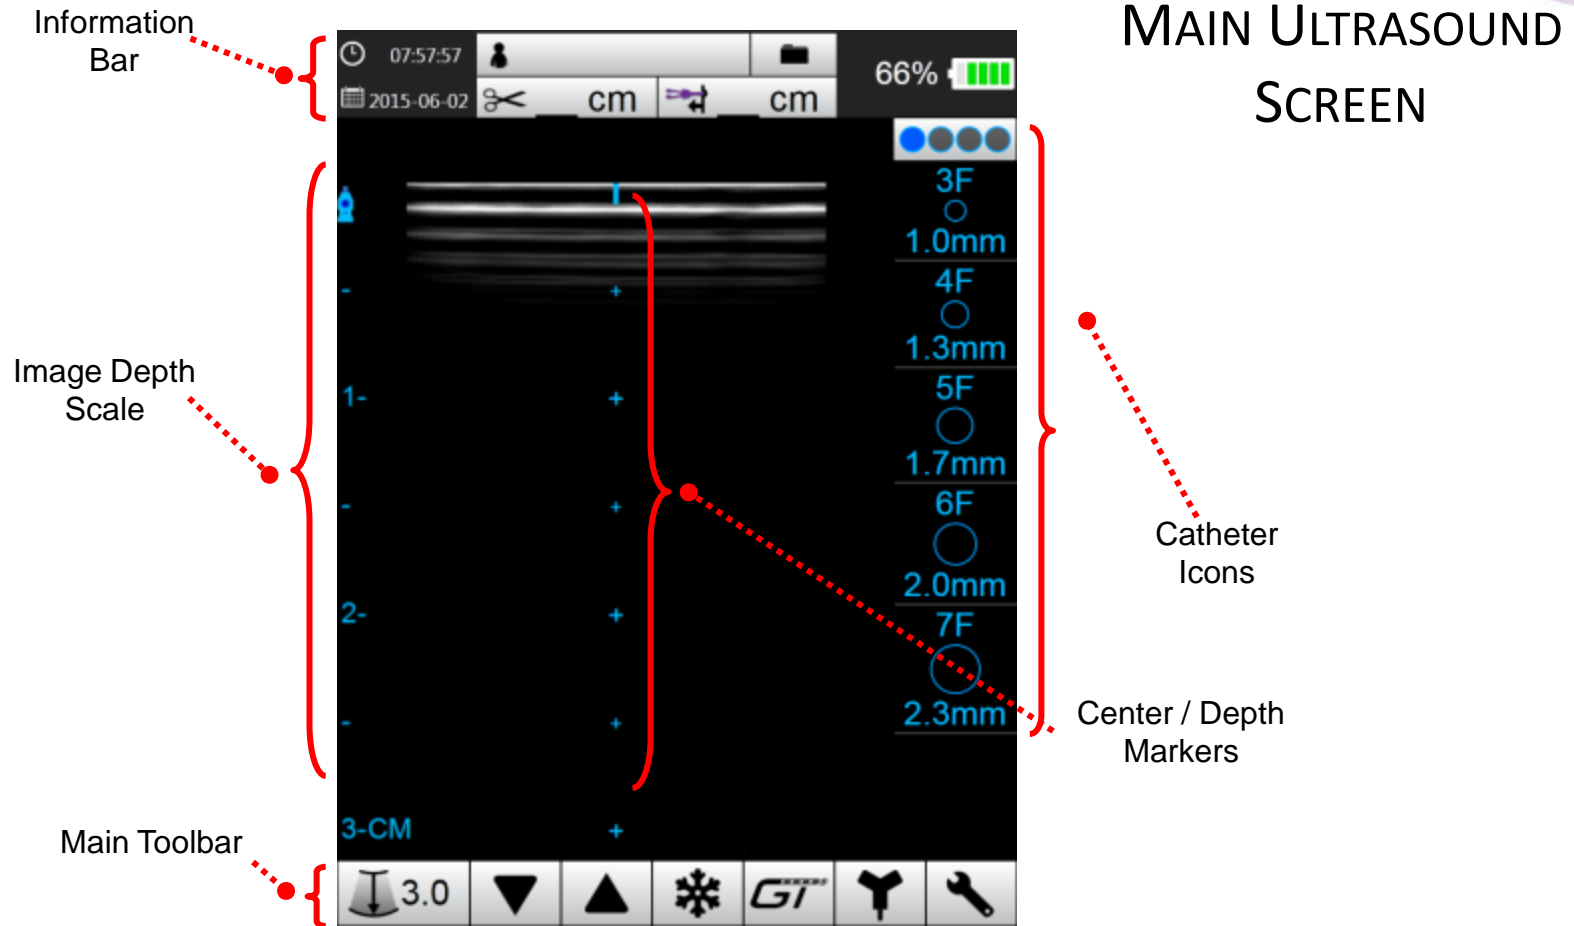 MAIN ULTRASOUND
SCREEN
Information
Bar
07:57:57
2015-06-02
cm
cm
66%
3F
1.0mm
4F
1.3mm
5F
1.7mm
6F
2.0mm
7F
2.3mm
Image Depth
Scale
-
1-
-
2-
-
3-CM
Catheter
Icons
Center / Depth
Markers
Main Toolbar
3.0
GT